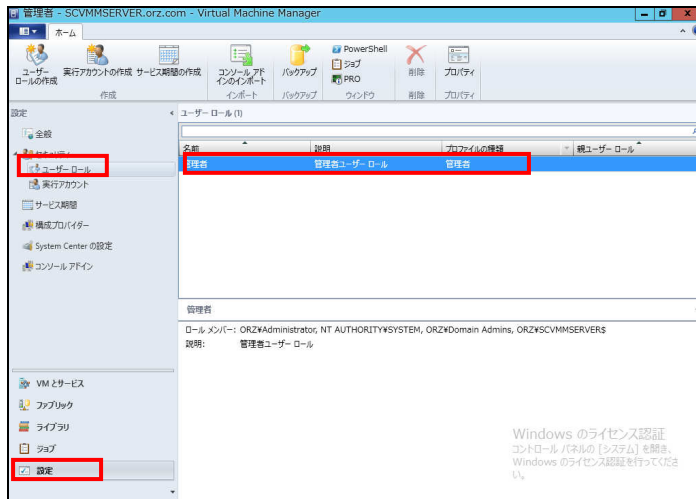 管理者 - SCVMMSERVER.orz.com - Virtual Machine Manager
ホーム
ユーザー ロールの作成
実行アカウントの作成
サービス期間の作成
コンソール アドインのインポート
バックアップ
PowerShell
ジョブ
PRO
削除
プロパティ
作成
インポート
バックアップ
ウィンドウ
削除
プロパティ
設定
ユーザー ロール (1)
全般
名前
説明
プロファイルの種類
親ユーザー ロール
セキュリティ
管理者
管理者ユーザー ロール
管理者
ユーザー ロール
実行アカウント
サービス期間
構成プロバイダー
System Center の設定
コンソール アドイン
管理者
ロール メンバー: ORZ¥Administrator, NT AUTHORITY¥SYSTEM, ORZ¥Domain Admins, ORZ¥SCVMMSERVER$
説明: 管理者ユーザー ロール
VM とサービス
ファブリック
ライブラリ
ジョブ
設定
Windows のライセンス認証
コントロール パネルの [システム] を開き、
Windows のライセンス認証を行ってくださ
い。